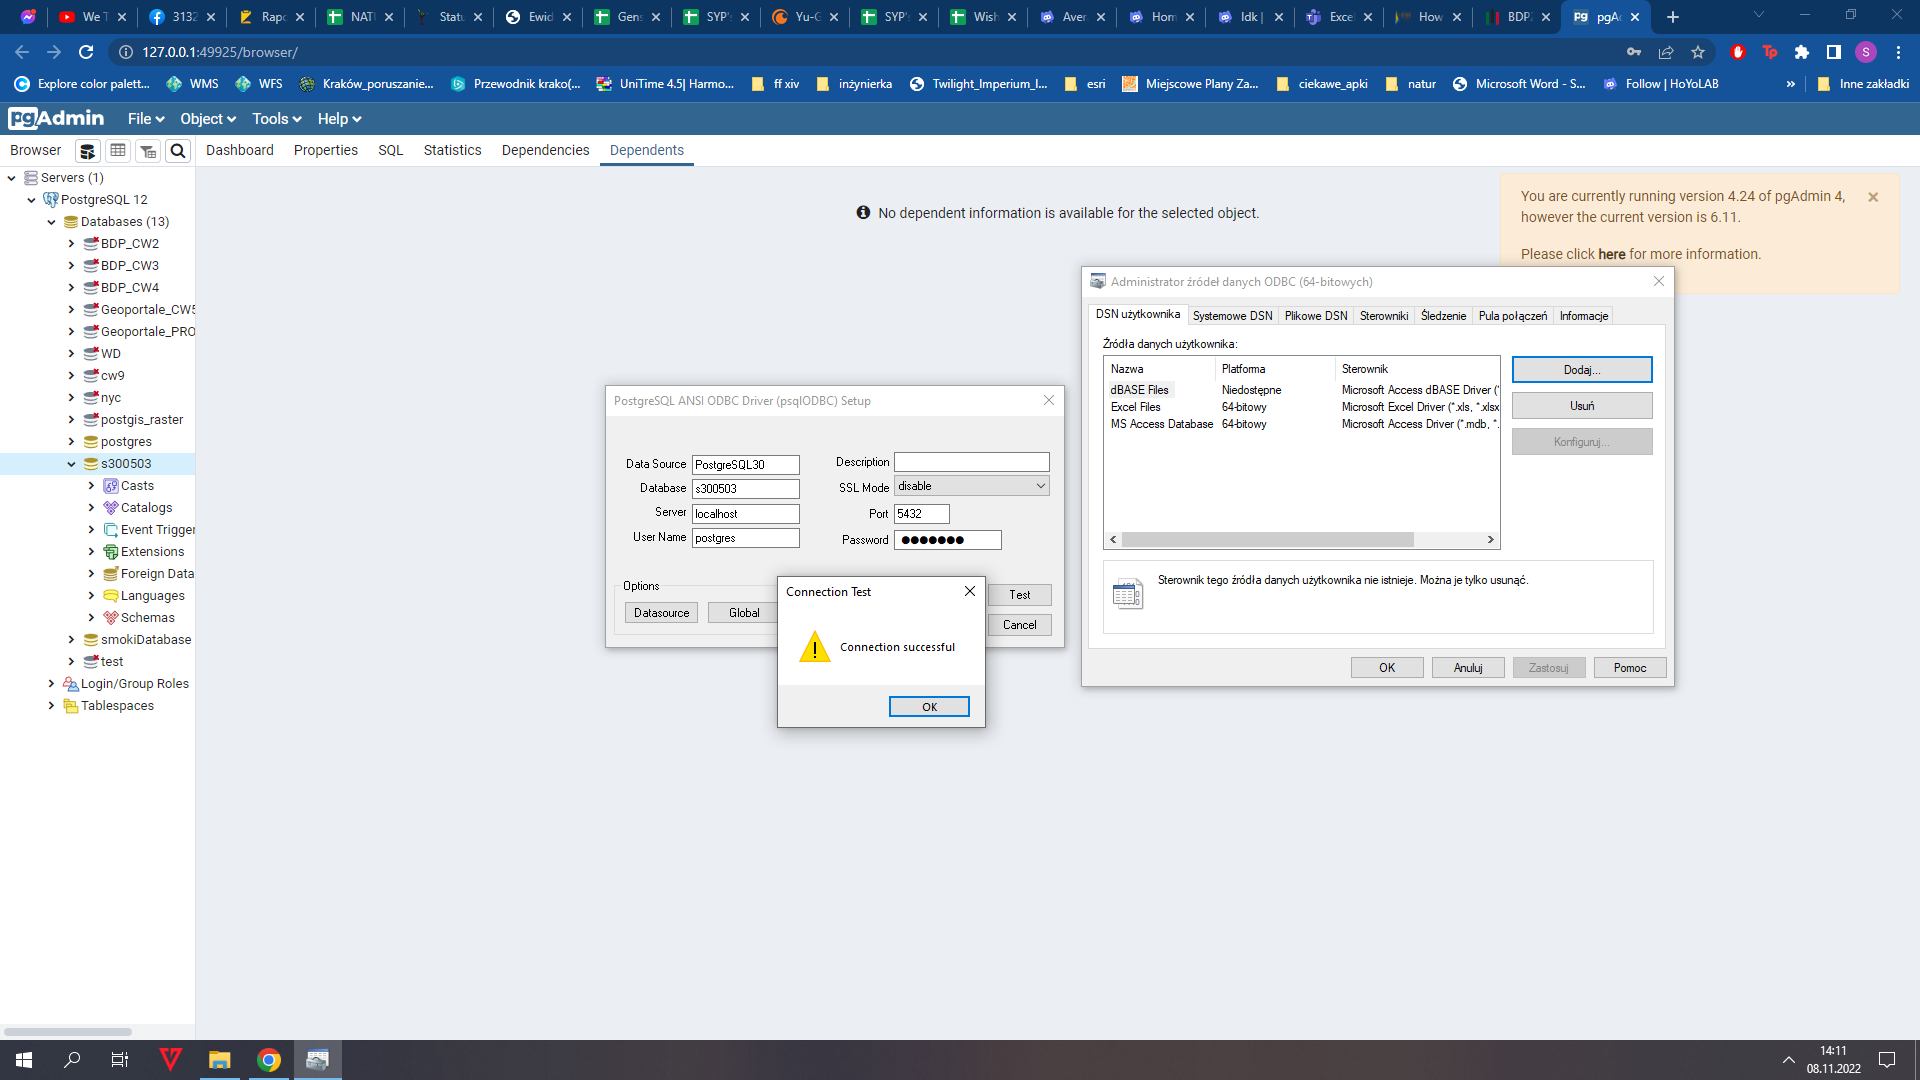 We T
3132
Rapo
NATU
Statu
Ewid
Gens
SYP'
Yu-G
SYP'
Wish
Aver
Hom
Idk |
Exce
How
BDP
pgAd
127.0.0.1:49925/browser/
Explore color palett...
WMS
WFS
Kraków_poruszanie...
Przewodnik krako(...
UniTime 4.5| Harmo...
ff xiv
inżynierka
Twilight_Imperium_I...
esri
Miejscowe Plany Za...
ciekawe_apki
natur
Microsoft Word - S...
Follow | HoYoLAB
»
Inne zakładki
pgAdmin File Object Tools Help
Browser
Dashboard Properties SQL Statistics Dependencies Dependents
Servers (1)
PostgreSQL 12
Databases (13)
BDP_CW2
BDP_CW3
BDP_CW4
Geoportale_CW5
Geoportale_PRO
WD
cw9
nyc
postgis_raster
postgres
s300503
Casts
Catalogs
Event Trigger
Extensions
Foreign Data
Languages
Schemas
smokiDatabase
test
Login/Group Roles
Tablespaces
No dependent information is available for the selected object.
You are currently running version 4.24 of pgAdmin 4,
however the current version is 6.11.
Please click here for more information.
PostgreSQL ANSI ODBC Driver (psqlODBC) Setup
Data Source PostgreSQL30 Description
Database s300503 SSL Mode disable
Server localhost Port 5432
User Name postgres Password ●●●●●●●
Options
Datasource Global
Test
Cancel
Connection Test
Connection successful
OK
Administrator źródeł danych ODBC (64-bitowych)
DSN użytkownika Systemowe DSN Plikowe DSN Sterowniki Śledzenie Pula połączeń Informacje
Źródła danych użytkownika:
Nazwa Platforma Sterownik
dBASE Files Niedostępne Microsoft Access dBASE Driver (*
Excel Files 64-bitowy Microsoft Excel Driver (*.xls, *.xlsx
MS Access Database 64-bitowy Microsoft Access Driver (*.mdb, *.
Dodaj...
Usuń
Konfiguruj...
Sterownik tego źródła danych użytkownika nie istnieje. Można je tylko usunąć.
OK Anuluj Zastosuj Pomoc
14:11
08.11.2022